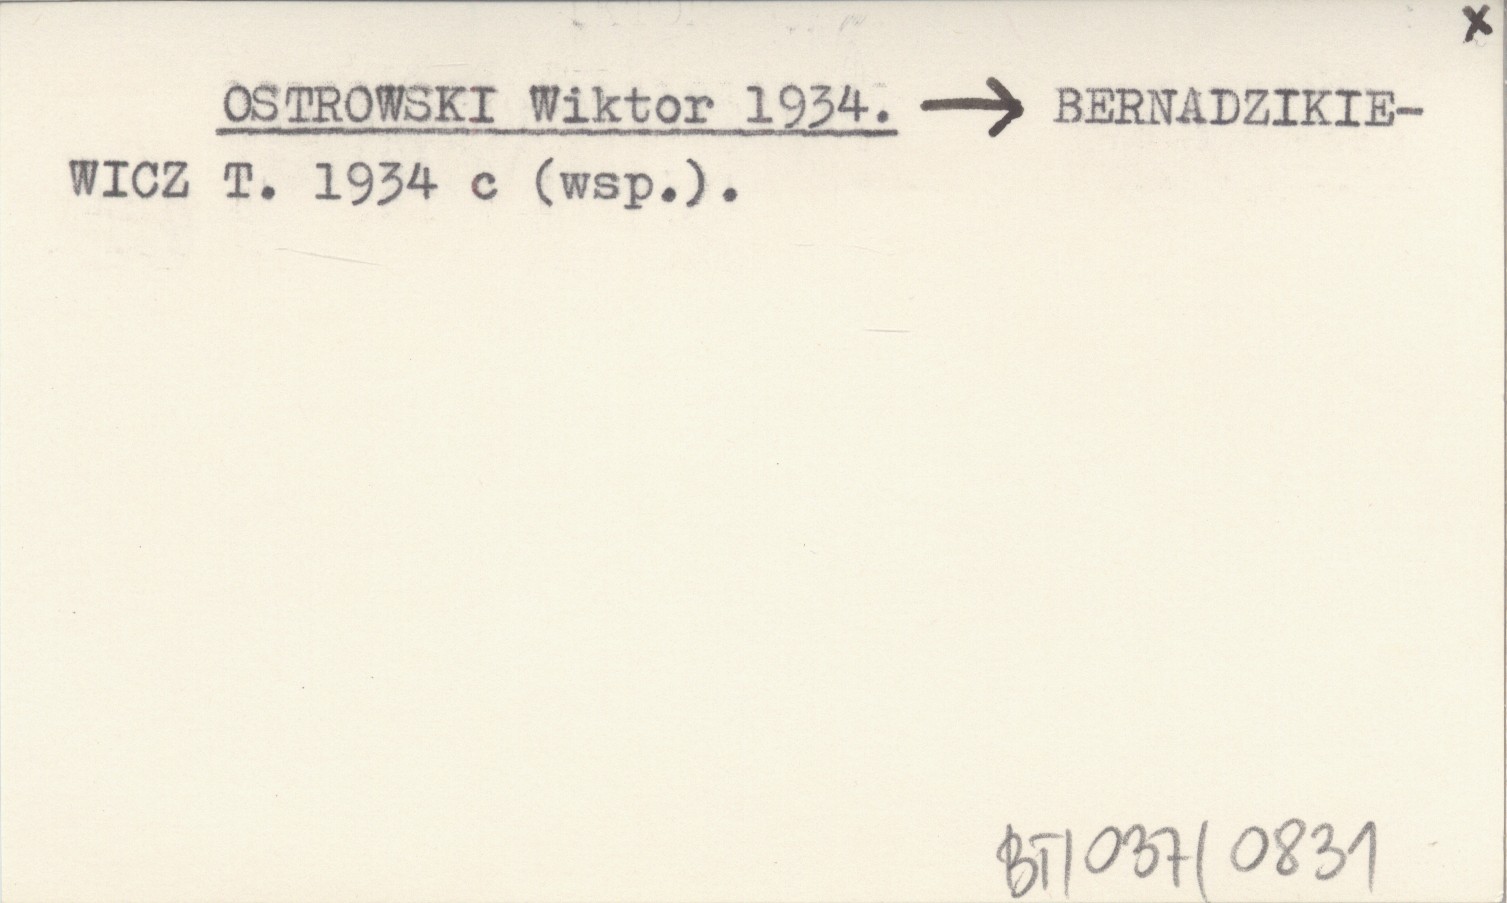 x
OSTROWSKI Wiktor 1934. → BERNADZIKIE-
WICZ T. 1934 c (wsp.).
BT/037/0831